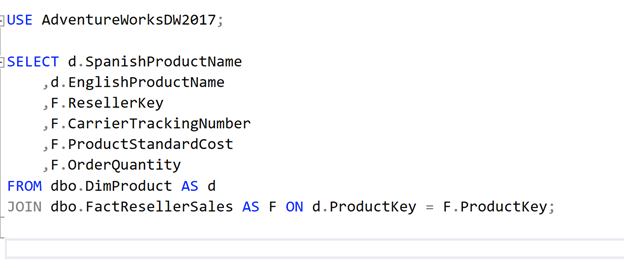 USE AdventureWorksDW2017;
SELECT d.SpanishProductName
,d.EnglishProductName
,F.ResellerKey
,F.CarrierTrackingNumber
,F.ProductStandardCost
,F.OrderQuantity
FROM dbo.DimProduct AS d
JOIN dbo.FactResellerSales AS F ON d.ProductKey = F.ProductKey;